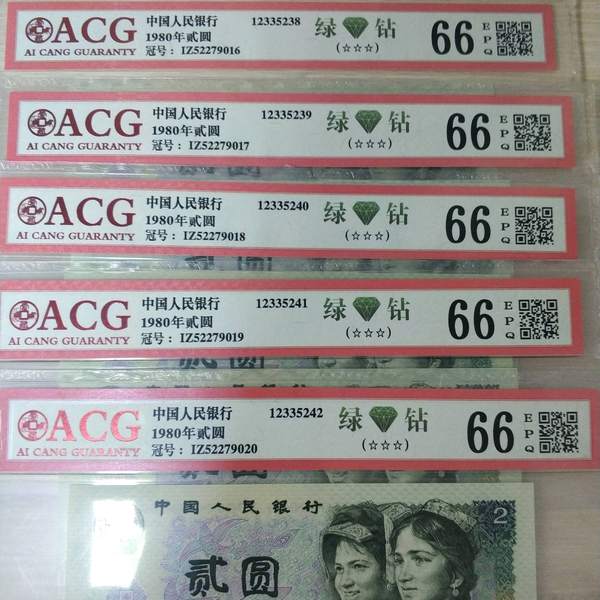 ACG
AI CANG GUARANTY
中国人民银行 12335238
1980年贰圆
冠号： IZ52279016
绿 钻
(☆☆☆)
66
EPQ
ACG
AI CANG GUARANTY
中国人民银行 12335239
1980年贰圆
冠号： IZ52279017
绿 钻
(☆☆☆)
66
EPQ
ACG
AI CANG GUARANTY
中国人民银行 12335240
1980年贰圆
冠号： IZ52279018
绿 钻
(☆☆☆)
66
EPQ
ACG
AI CANG GUARANTY
中国人民银行 12335241
1980年贰圆
冠号： IZ52279019
绿 钻
(☆☆☆)
66
EPQ
ACG
AI CANG GUARANTY
中国人民银行 12335242
1980年贰圆
冠号： IZ52279020
绿 钻
(☆☆☆)
66
EPQ
中国人民银行
2
贰圆